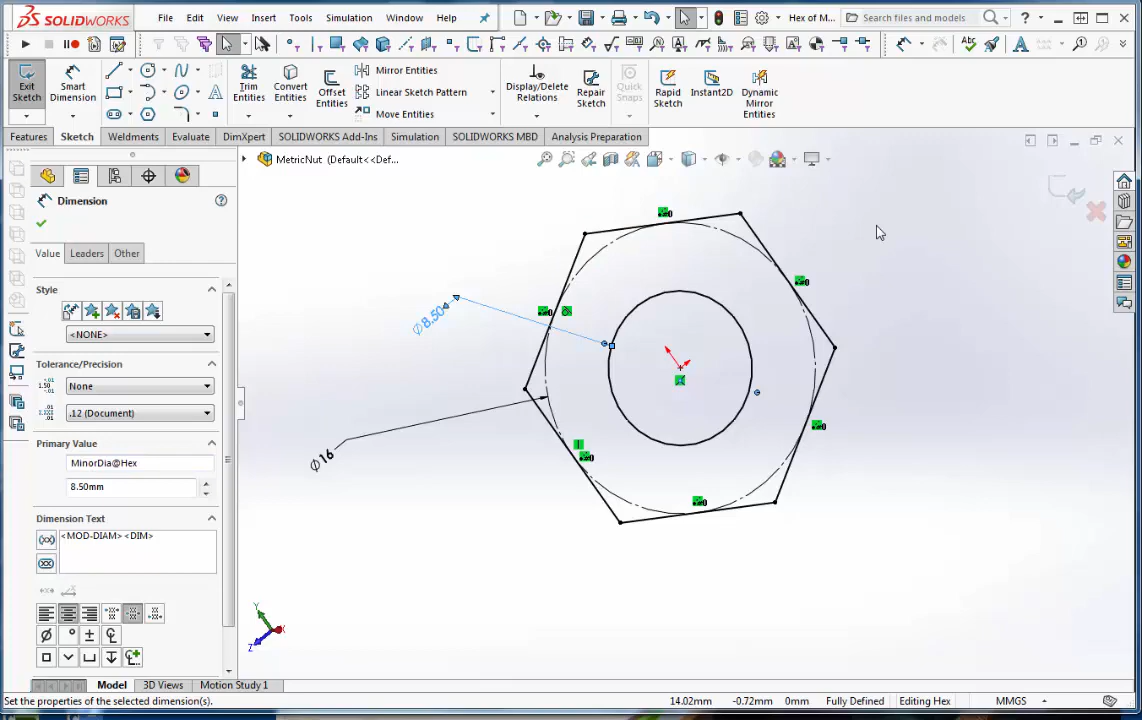 SOLIDWORKS File Edit View Insert Tools Simulation Window Help Hex of M... Search files and models
Exit Sketch
Smart Dimension
Trim Entities
Convert Entities
Offset Entities
Mirror Entities
Linear Sketch Pattern
Move Entities
Display/Delete Relations
Repair Sketch
Quick Snaps
Rapid Sketch
Instant2D
Dynamic Mirror Entities
Features Sketch Weldments Evaluate DimXpert SOLIDWORKS Add-Ins Simulation SOLIDWORKS MBD Analysis Preparation
MetricNut (Default<<Def...
Dimension
Value Leaders Other
Style
<NONE>
Tolerance/Precision
None
.12 (Document)
Primary Value
MinorDia@Hex
8.50mm
Dimension Text
<MOD-DIAM><DIM>
Ø8.50
Ø16
Y
X
Z
Model 3D Views Motion Study 1
Set the properties of the selected dimension(s). 14.02mm -0.72mm 0mm Fully Defined Editing Hex MMGS